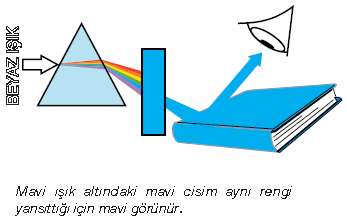 BEYAZ IŞIK
Mavi ışık altındaki mavi cisim aynı rengi
yansıttığı için mavi görünür.